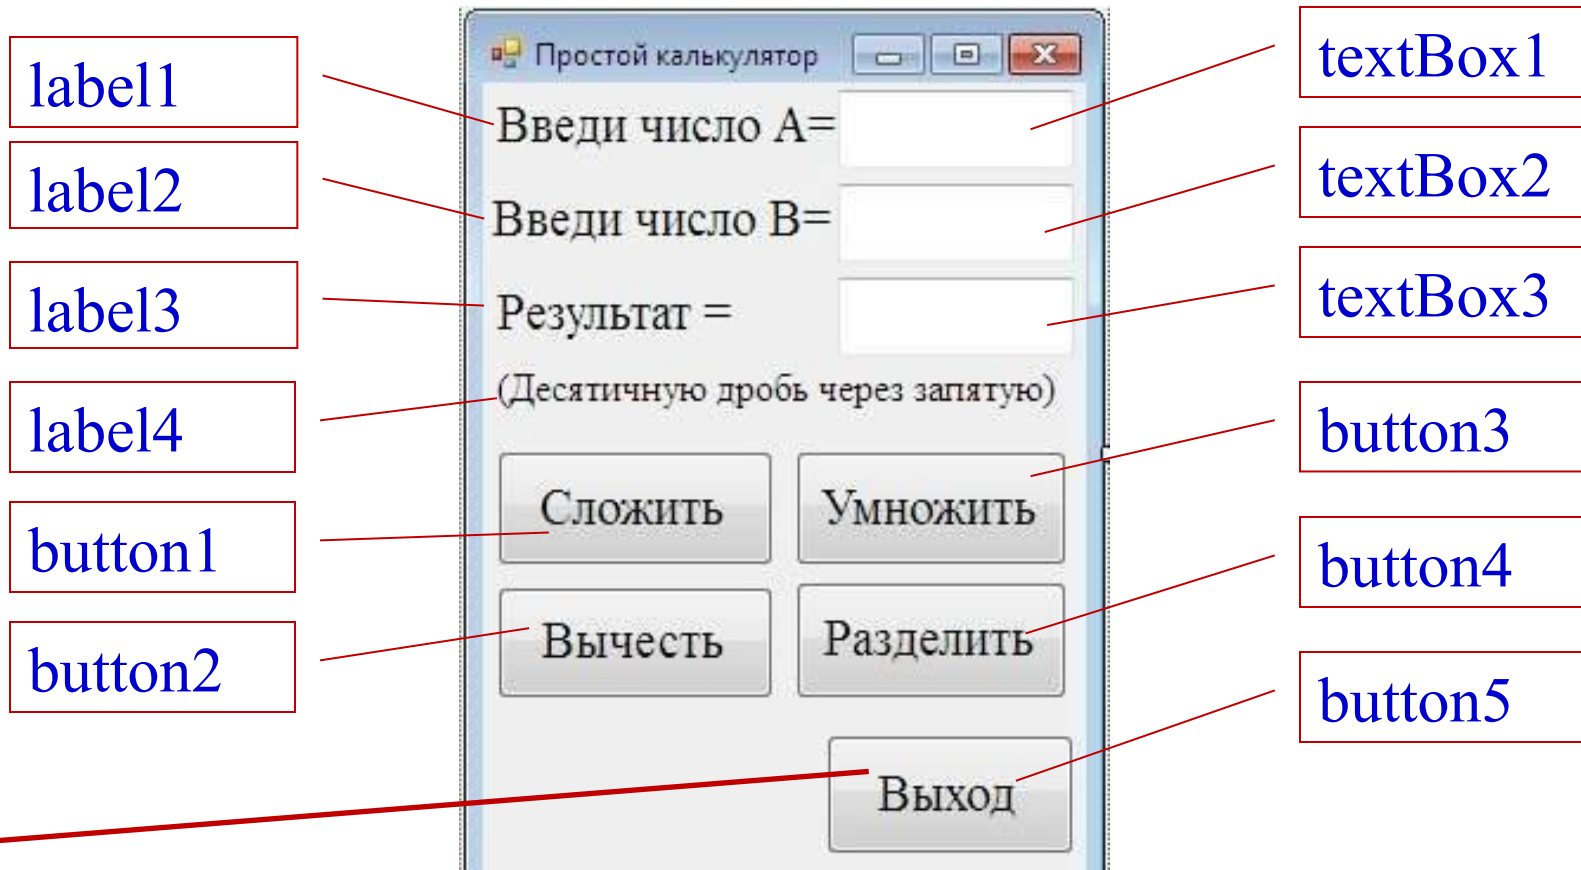 label1
label2
label3
label4
button1
button2
Простой калькулятор
Введи число А=
Введи число В=
Результат =
(Десятичную дробь через запятую)
Сложить
Умножить
Вычесть
Разделить
Выход
textBox1
textBox2
textBox3
button3
button4
button5